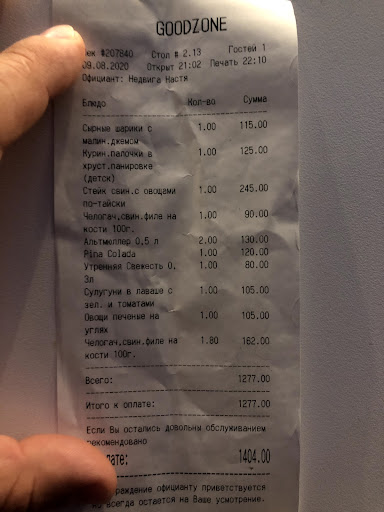 GOODZONE
ек #207840 Стол # 2.13 Гостей 1
09.08.2020 Открыт 21:02 Печать 22:10
Официант: Недвига Настя
Блюдо Кол-во Сумма
Сырные шарики с 1.00 115.00
малин.джемом
Курин.палочки в 1.00 125.00
хруст.панировке
(детск)
Стейк свин.с овощами 1.00 245.00
по-тайски
Челогач,свин.филе на 1.00 90.00
кости 100г.
Альтмюллер 0,5 л 2.00 130.00
Pina Colada 1.00 120.00
Утренняя Свежесть 0, 1.00 80.00
3л
Сулугуни в лаваше с 1.00 105.00
зел. и томатами
Овощи печеные на 1.00 105.00
углях
Челогач,свин.филе на 1.80 162.00
кости 100г.
Всего: 1277.00
Итого к оплате: 1277.00
Если Вы остались довольны обслуживанием
рекомендовано
лате: 1404.00
раждение официанту приветствуется
всегда остается на Ваше усмотрание.